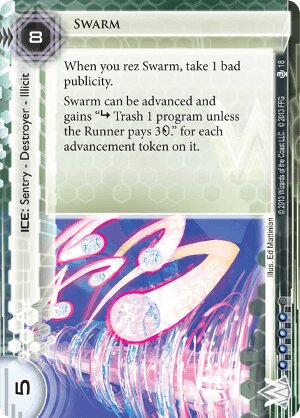 SWARM
8
When you rez Swarm, take 1 bad
publicity.
Swarm can be advanced and
gains “↳ Trash 1 program unless
the Runner pays 3.” for each
advancement token on it.
ICE: Sentry - Destroyer - Illicit
18
© 2013 Wizards of the Coast LLC. © 2013 FFG
Illus. Ed Mattinian
5